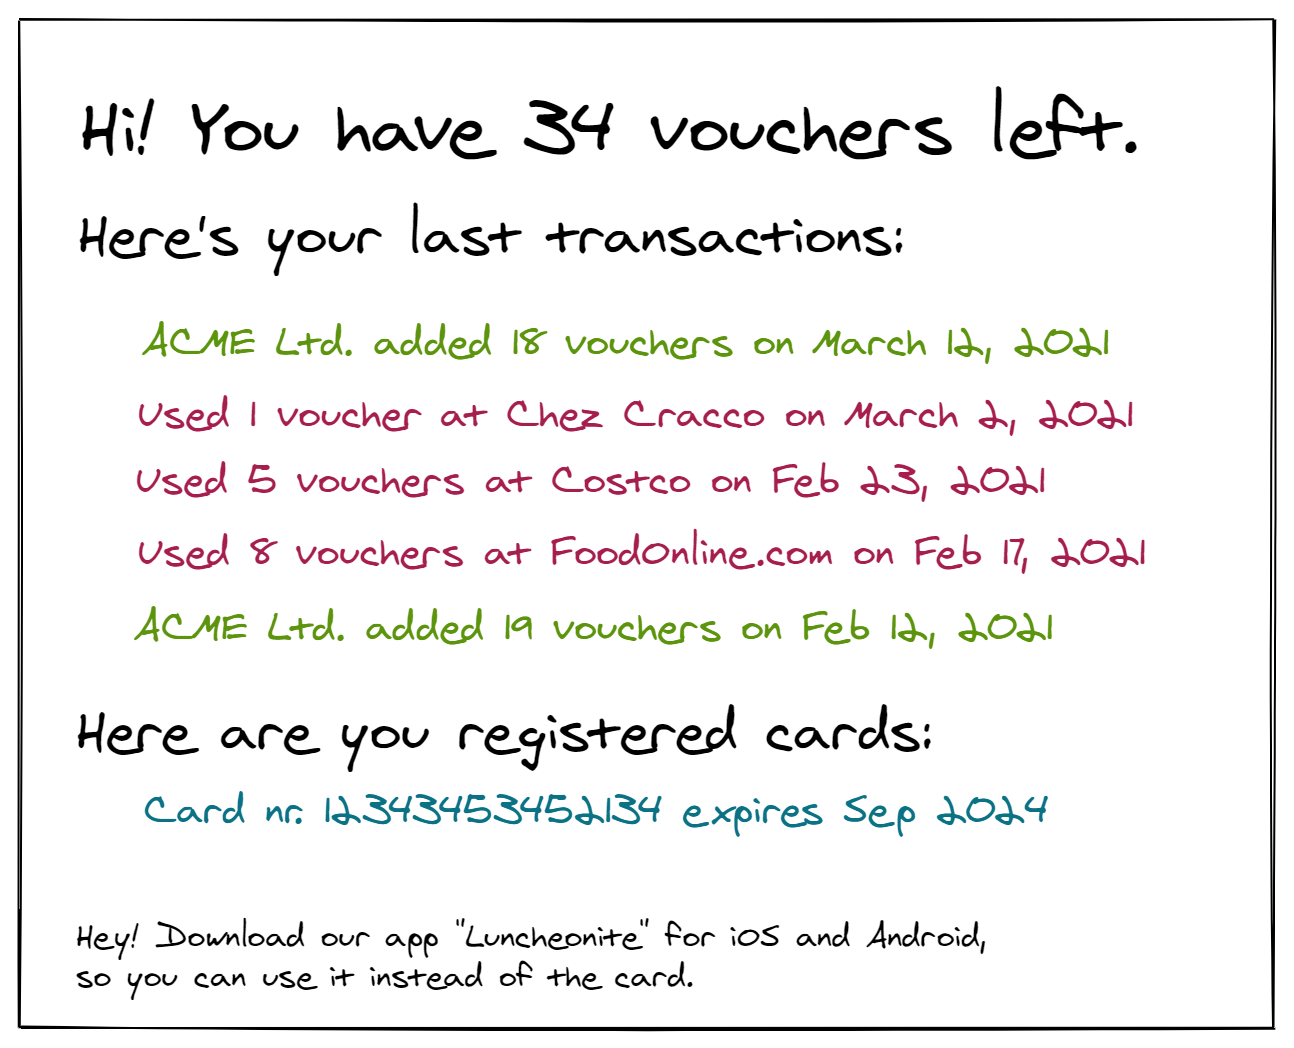 Hi! You have 34 vouchers left.
Here's your last transactions:
ACME Ltd. added 18 vouchers on March 12, 2021
Used 1 voucher at Chez Cracco on March 2, 2021
Used 5 vouchers at Costco on Feb 23, 2021
Used 8 vouchers at FoodOnline.com on Feb 17, 2021
ACME Ltd. added 19 vouchers on Feb 12, 2021
Here are you registered cards:
Card nr. 12343453452134 expires Sep 2024
Hey! Download our app "Luncheonite" for iOS and Android,
so you can use it instead of the card.